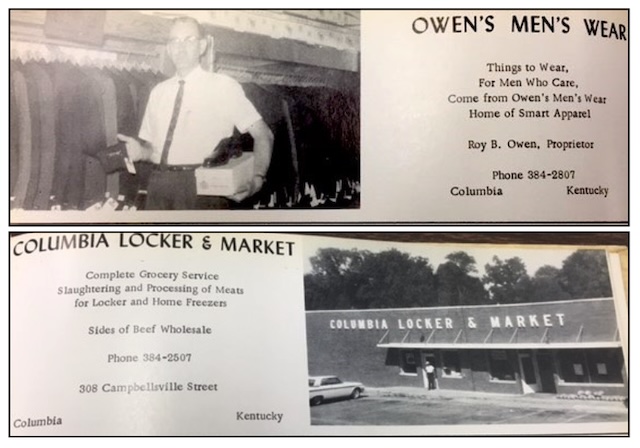 OWEN'S MEN'S WEAR
Things to Wear,
For Men Who Care,
Come from Owen's Men's Wear
Home of Smart Apparel
Roy B. Owen, Proprietor
Phone 384-2807
Columbia Kentucky
COLUMBIA LOCKER & MARKET
Complete Grocery Service
Slaughtering and Processing of Meats
for Locker and Home Freezers
Sides of Beef Wholesale
Phone 384-2507
308 Campbellsville Street
Columbia Kentucky
COLUMBIA LOCKER & MARKET